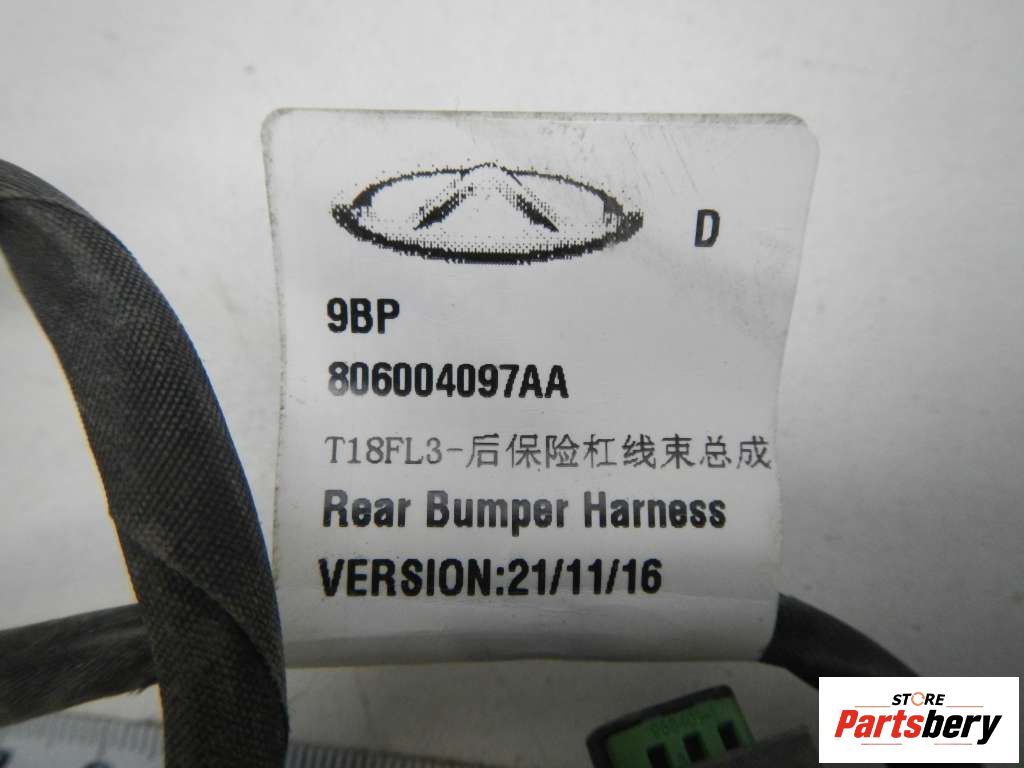 D
9BP
806004097AA
T18FL3-后保险杠线束总成
Rear Bumper Harness
VERSION:21/11/16
STORE
Partsbery